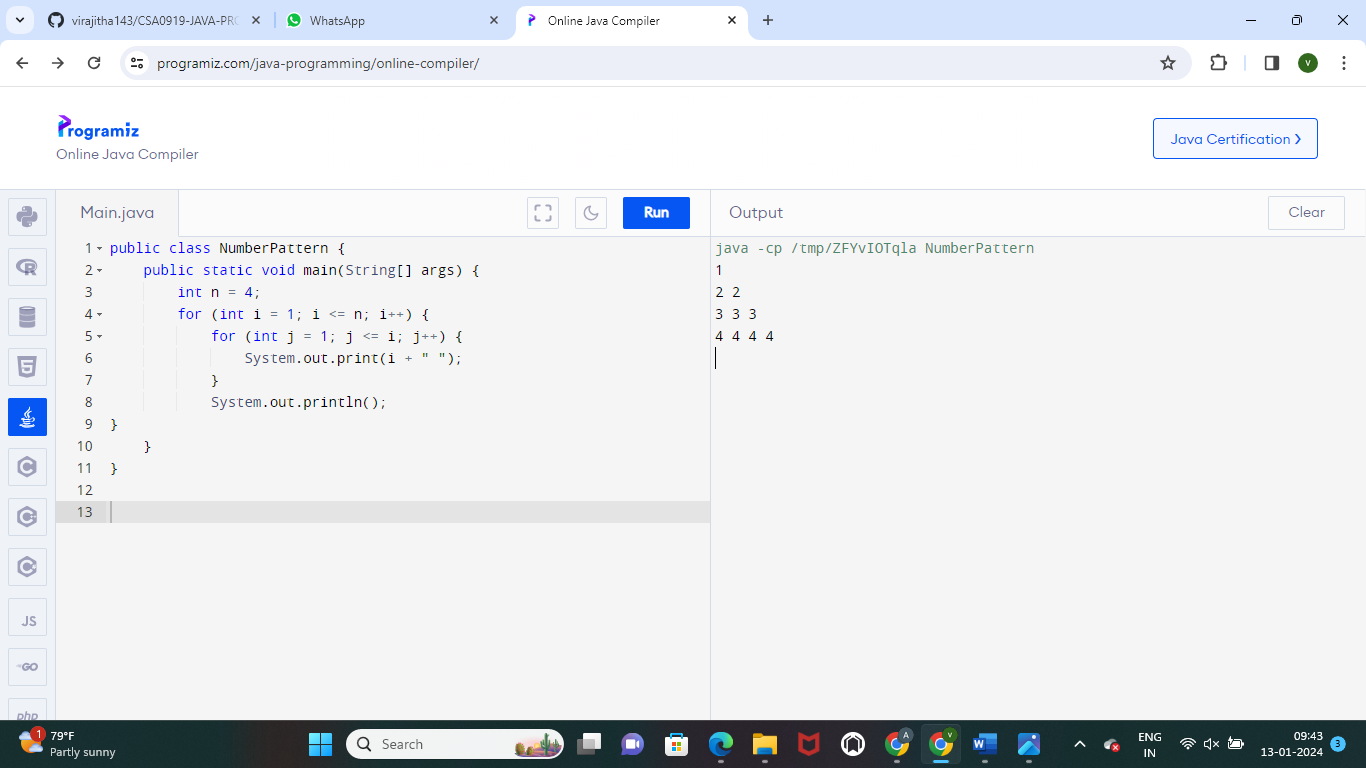 virajitha143/CSA0919-JAVA-PRO
WhatsApp
Online Java Compiler
programiz.com/java-programming/online-compiler/
V
Programiz
Online Java Compiler
Java Certification >
Main.java
Run
Output
Clear
1 public class NumberPattern {
2     public static void main(String[] args) {
3         int n = 4;
4         for (int i = 1; i <= n; i++) {
5             for (int j = 1; j <= i; j++) {
6                 System.out.print(i + " ");
7             }
8             System.out.println();
9 }
10     }
11 }
12
13
java -cp /tmp/ZFYvIOTqla NumberPattern
1
2 2
3 3 3
4 4 4 4
JS
GO
php
1
79°F
Partly sunny
Search
A
V
W
ENG
IN
09:43
13-01-2024
3